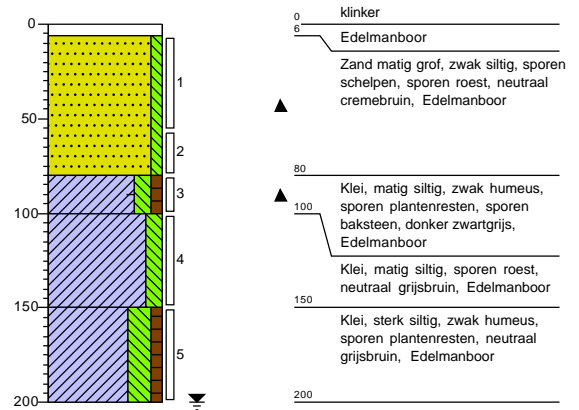 0
50
100
150
200
1
2
3
4
5
0
klinker
6
Edelmanboor
Zand matig grof, zwak siltig, sporen
schelpen, sporen roest, neutraal
cremebruin, Edelmanboor
80
Klei, matig siltig, zwak humeus,
sporen plantenresten, sporen
baksteen, donker zwartgrijs,
Edelmanboor
100
Klei, matig siltig, sporen roest,
neutraal grijsbruin, Edelmanboor
150
Klei, sterk siltig, zwak humeus,
sporen plantenresten, neutraal
grijsbruin, Edelmanboor
200